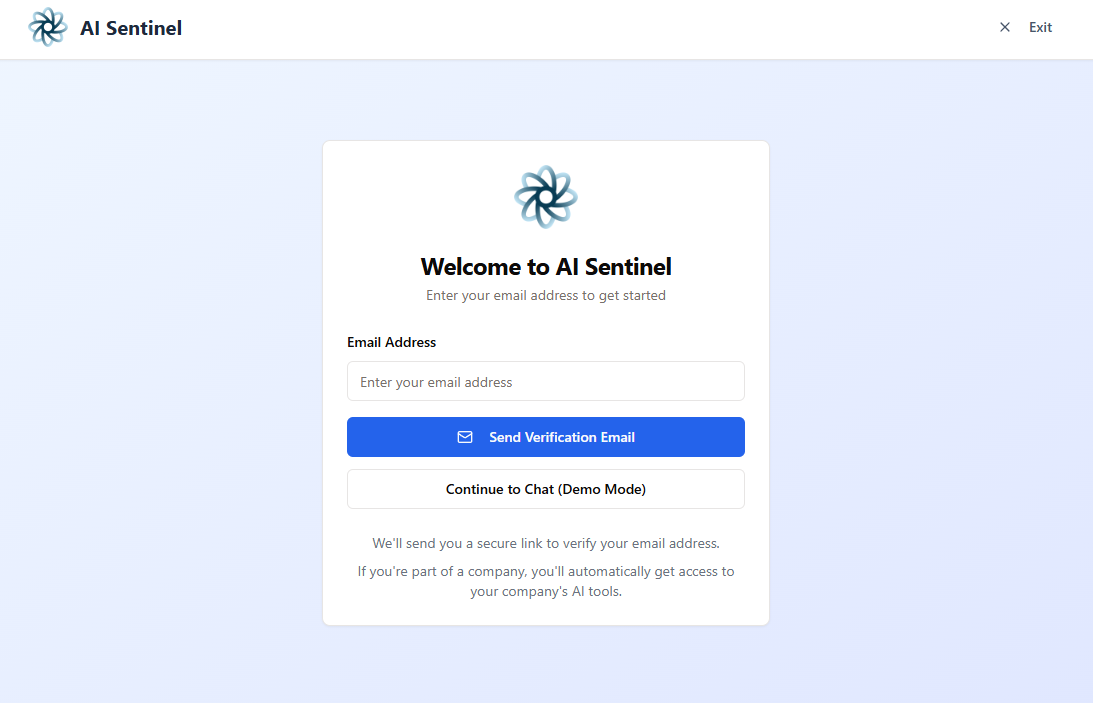 AI Sentinel
Exit
Welcome to AI Sentinel
Enter your email address to get started
Email Address
Enter your email address
Send Verification Email
Continue to Chat (Demo Mode)
We'll send you a secure link to verify your email address.
If you're part of a company, you'll automatically get access to
your company's AI tools.